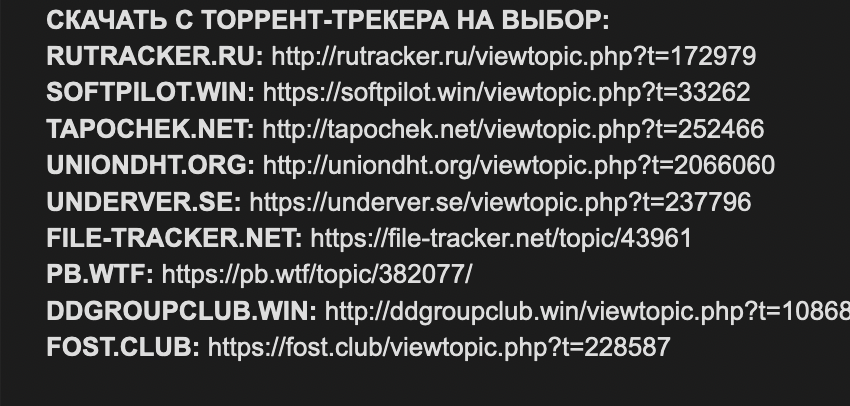 СКАЧАТЬ С ТОРРЕНТ-ТРЕКЕРА НА ВЫБОР:
RUTRACKER.RU: http://rutracker.ru/viewtopic.php?t=172979
SOFTPILOT.WIN: https://softpilot.win/viewtopic.php?t=33262
TAPOCHEK.NET: http://tapochek.net/viewtopic.php?t=252466
UNIONDHT.ORG: http://uniondht.org/viewtopic.php?t=2066060
UNDERVER.SE: https://underver.se/viewtopic.php?t=237796
FILE-TRACKER.NET: https://file-tracker.net/topic/43961
PB.WTF: https://pb.wtf/topic/382077/
DDGROUPCLUB.WIN: http://ddgroupclub.win/viewtopic.php?t=10868
FOST.CLUB: https://fost.club/viewtopic.php?t=228587